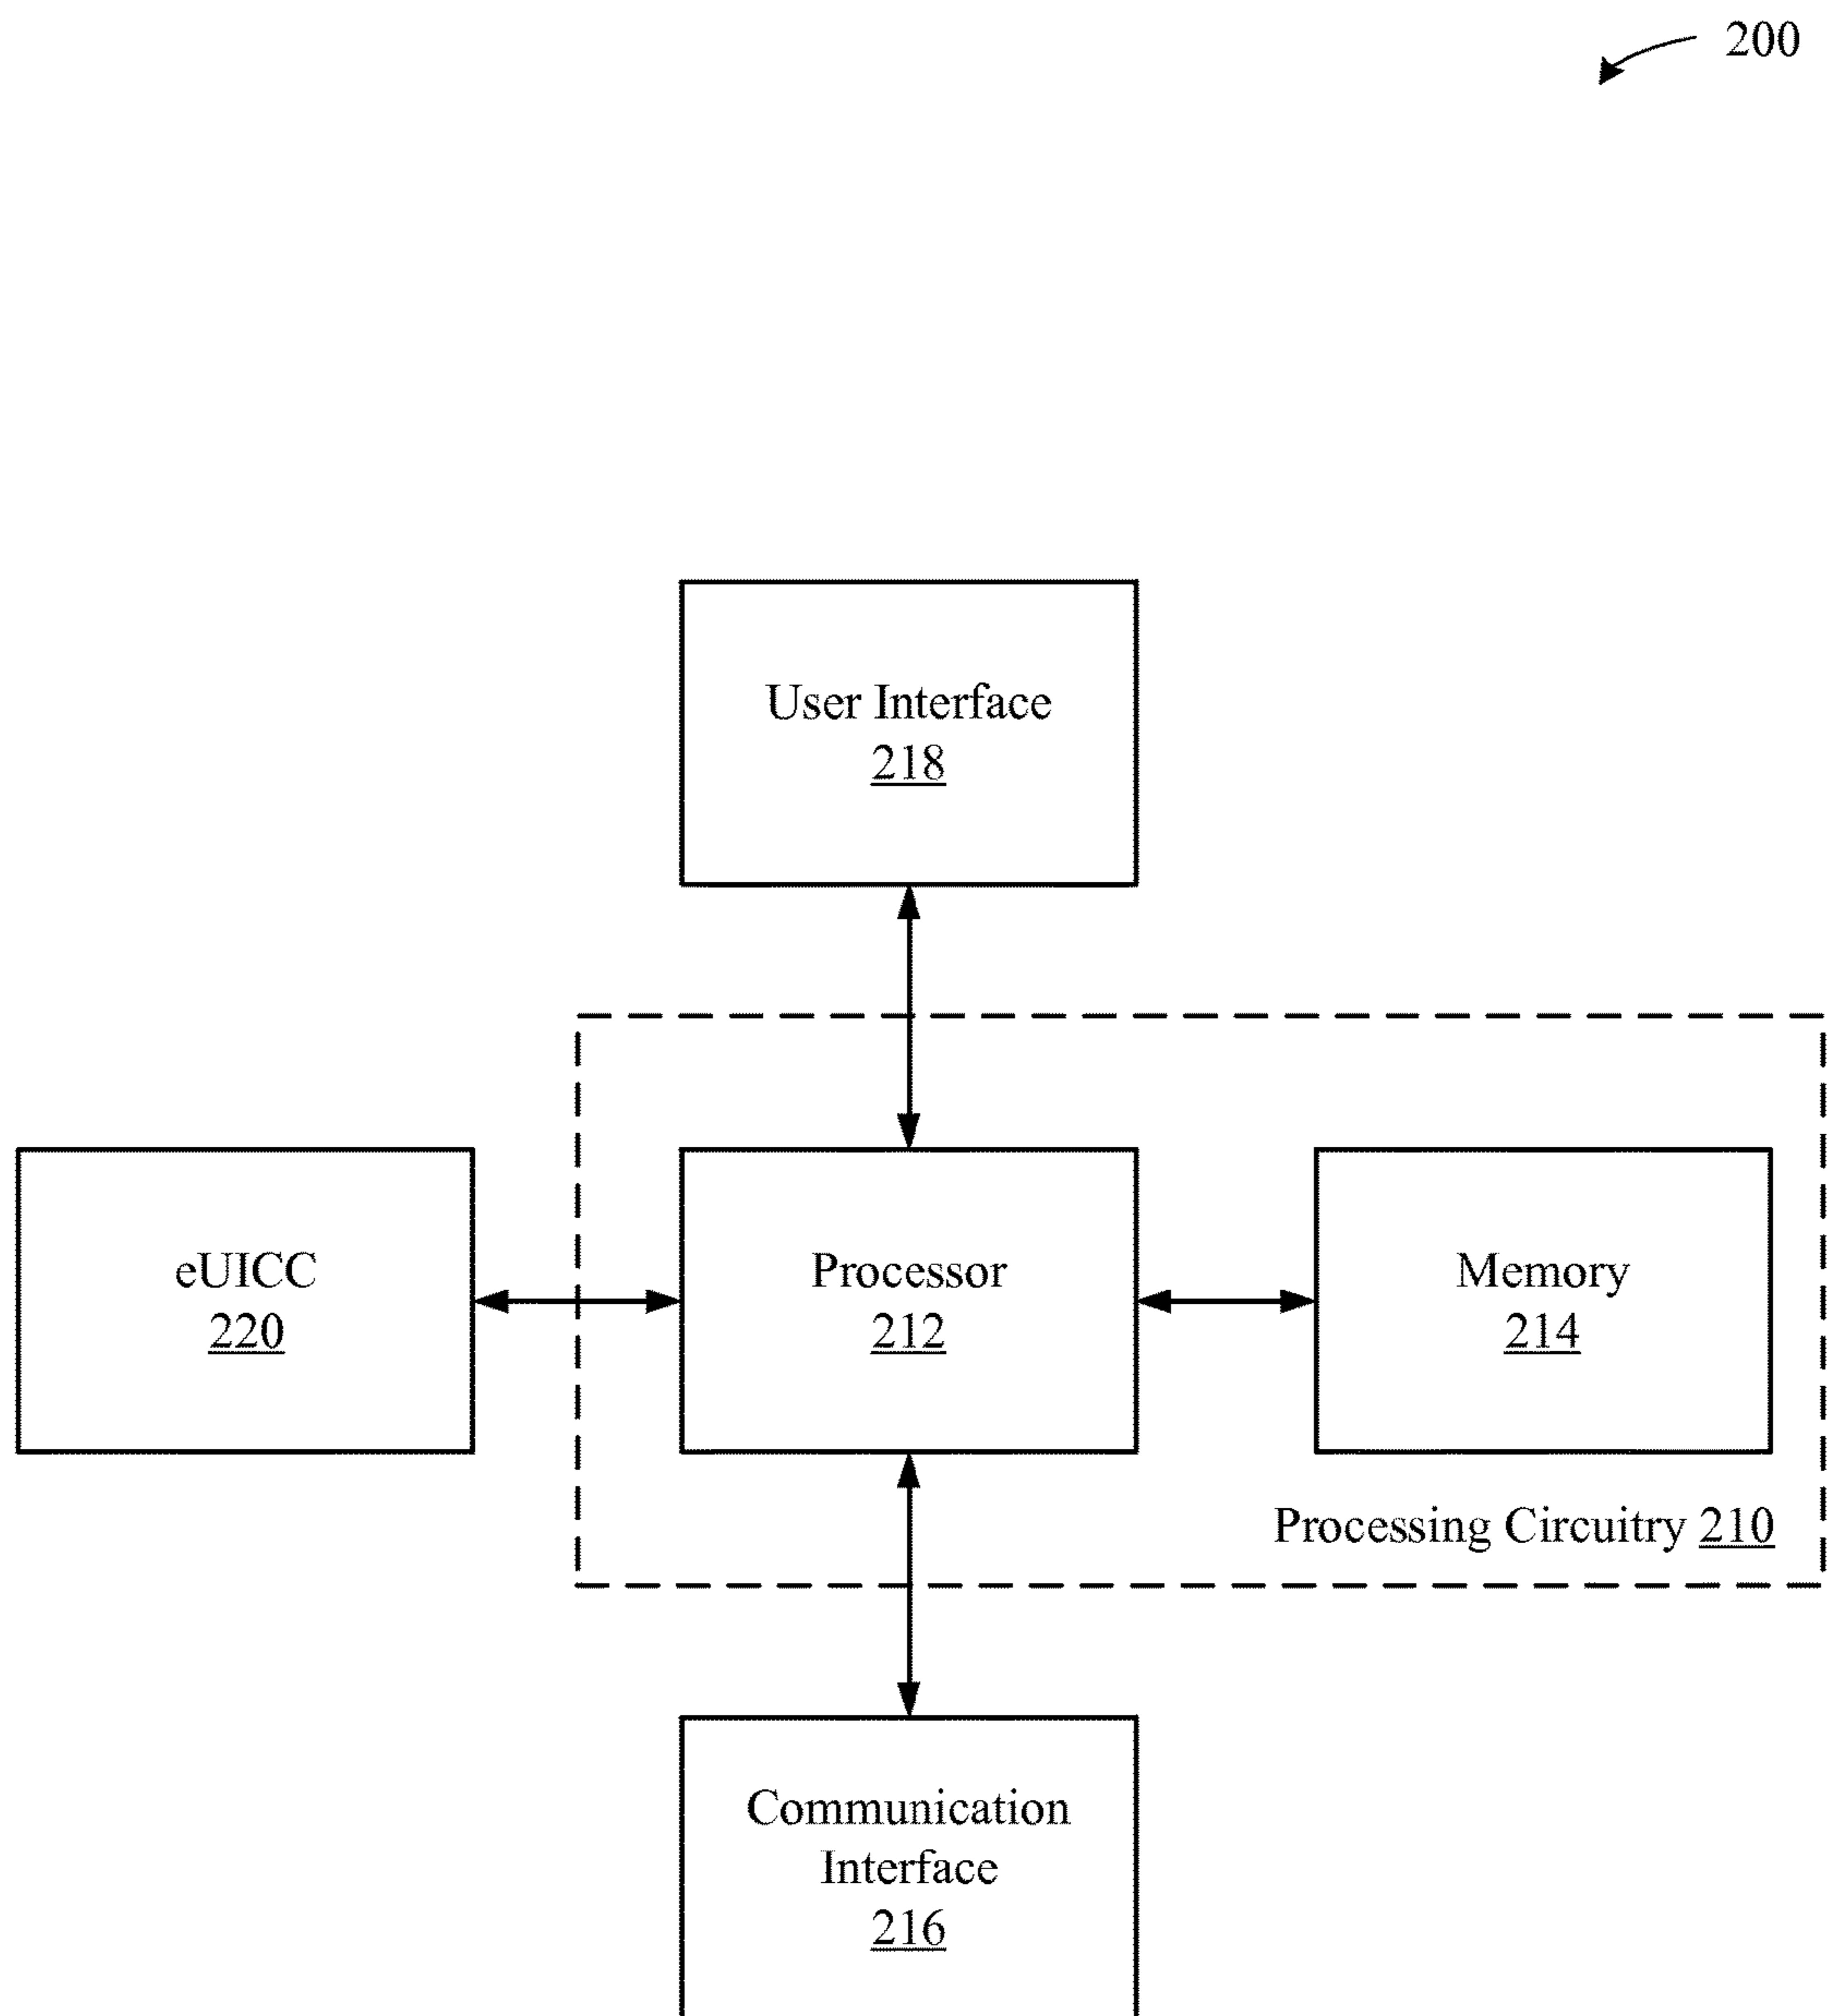 200
User Interface
218
eUICC
220
Processor
212
Memory
214
Processing Circuitry 210
Communication
Interface
216